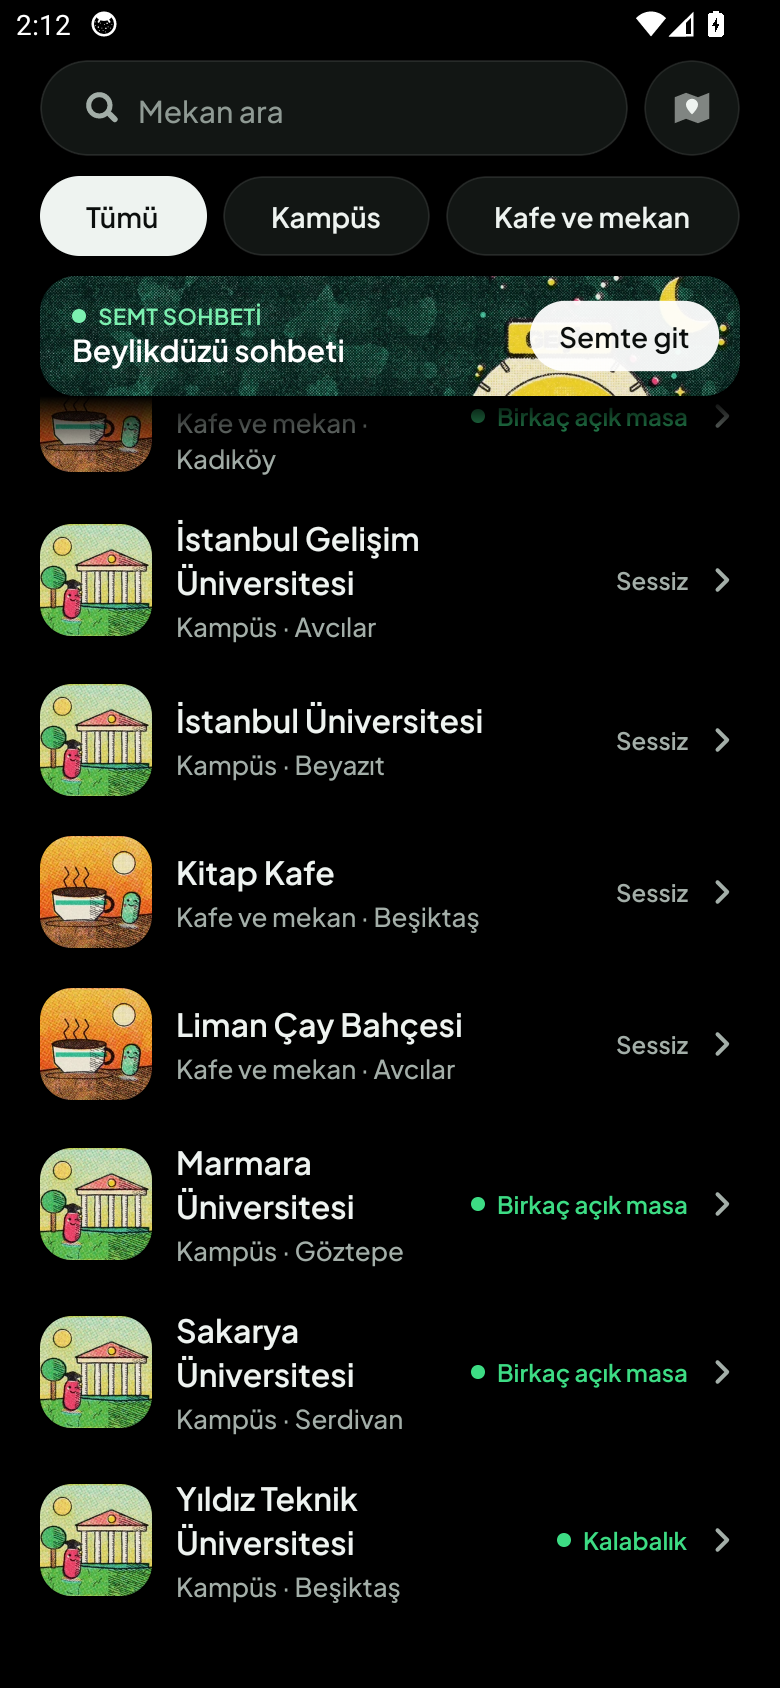 2:12
Mekan ara
Tümü
Kampüs
Kafe ve mekan
SEMT SOHBETİ
Beylikdüzü sohbeti
Semte git
Kafe ve mekan ·
Kadıköy
Birkaç açık masa
İstanbul Gelişim
Üniversitesi
Kampüs · Avcılar
Sessiz
İstanbul Üniversitesi
Kampüs · Beyazıt
Sessiz
Kitap Kafe
Kafe ve mekan · Beşiktaş
Sessiz
Liman Çay Bahçesi
Kafe ve mekan · Avcılar
Sessiz
Marmara
Üniversitesi
Kampüs · Göztepe
Birkaç açık masa
Sakarya
Üniversitesi
Kampüs · Serdivan
Birkaç açık masa
Yıldız Teknik
Üniversitesi
Kampüs · Beşiktaş
Kalabalık